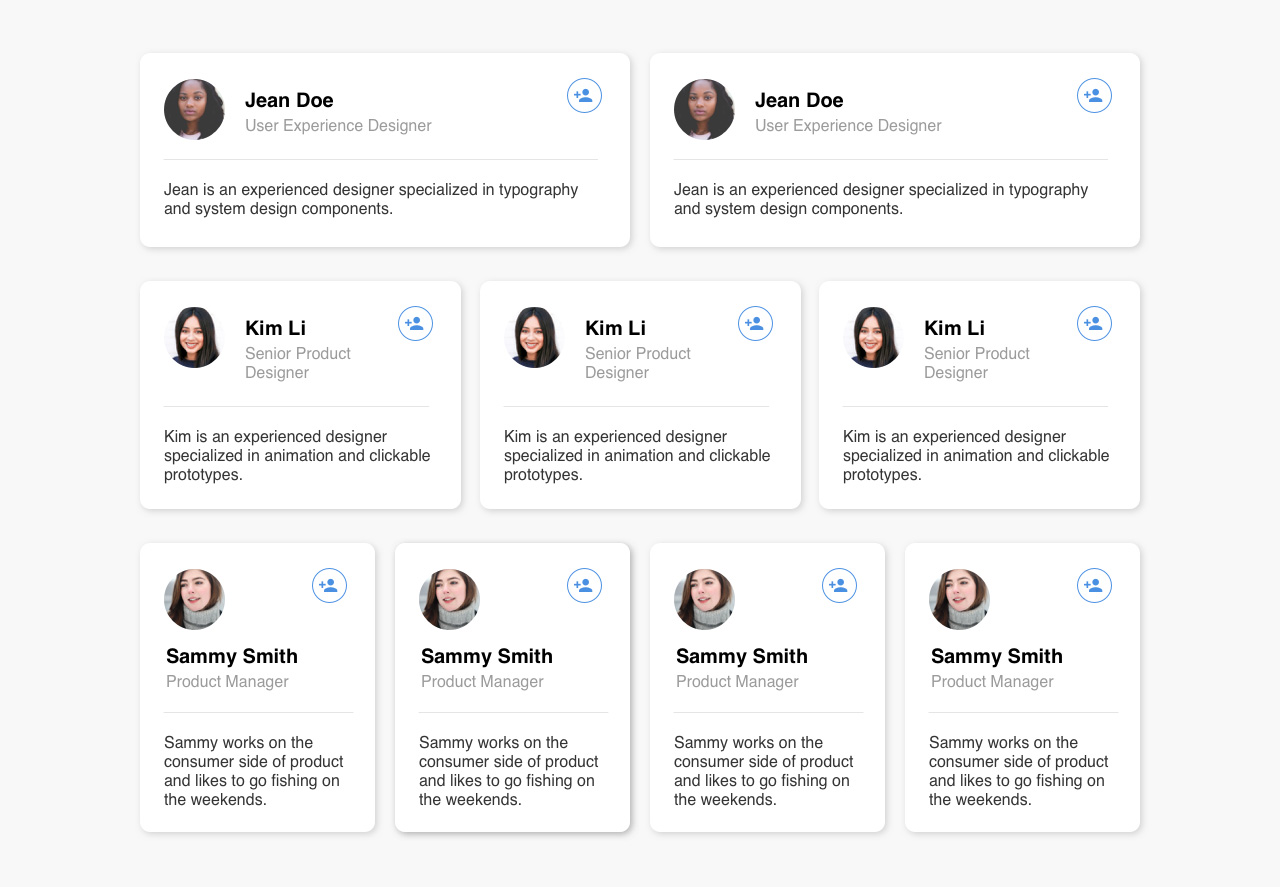 Jean Doe
User Experience Designer
Jean is an experienced designer specialized in typography
and system design components.
Jean Doe
User Experience Designer
Jean is an experienced designer specialized in typography
and system design components.
Kim Li
Senior Product
Designer
Kim is an experienced designer
specialized in animation and clickable
prototypes.
Kim Li
Senior Product
Designer
Kim is an experienced designer
specialized in animation and clickable
prototypes.
Kim Li
Senior Product
Designer
Kim is an experienced designer
specialized in animation and clickable
prototypes.
Sammy Smith
Product Manager
Sammy works on the
consumer side of product
and likes to go fishing on
the weekends.
Sammy Smith
Product Manager
Sammy works on the
consumer side of product
and likes to go fishing on
the weekends.
Sammy Smith
Product Manager
Sammy works on the
consumer side of product
and likes to go fishing on
the weekends.
Sammy Smith
Product Manager
Sammy works on the
consumer side of product
and likes to go fishing on
the weekends.